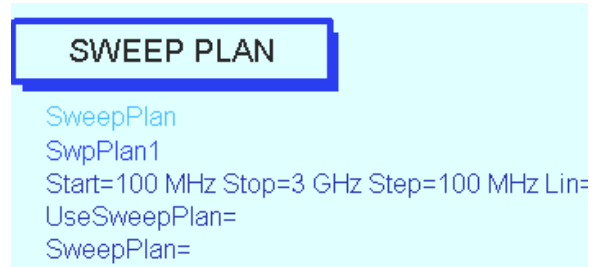 SWEEP PLAN
SweepPlan
SwpPlan1
Start=100 MHz Stop=3 GHz Step=100 MHz Lin=
UseSweepPlan=
SweepPlan=